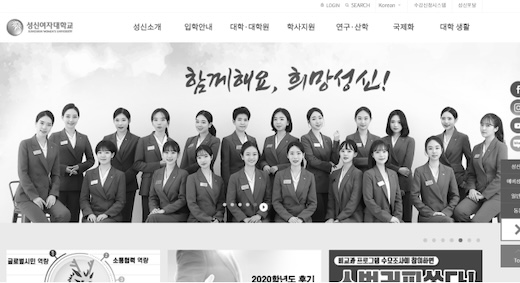 LOGIN SEARCH Korean 수강신청시스템 성신포탈
성신여자대학교
SUNGSHIN WOMEN'S UNIVERSITY
성신소개 입학안내 대학·대학원 학사지원 연구·산학 국제화 대학 생활
함께해요, 희망성신!
글로벌시민 역량 소통협력 역량
2020학년도 후기
비교과 프로그램 수요조사에 참여하면